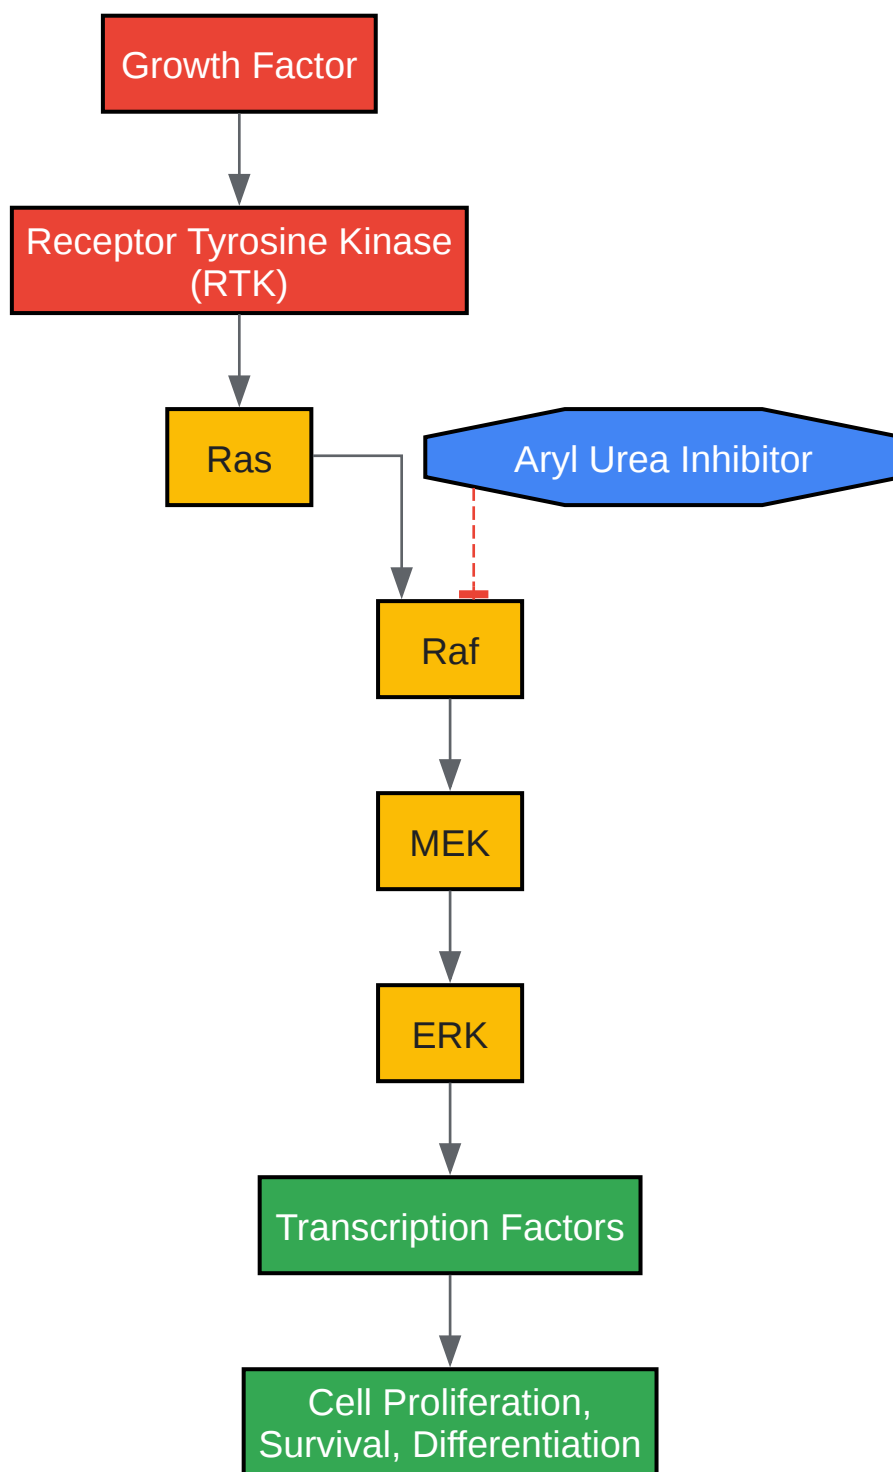 Growth Factor
Receptor Tyrosine Kinase
(RTK)
Ras
Aryl Urea Inhibitor
Raf
MEK
ERK
Transcription Factors
Cell Proliferation,
Survival, Differentiation